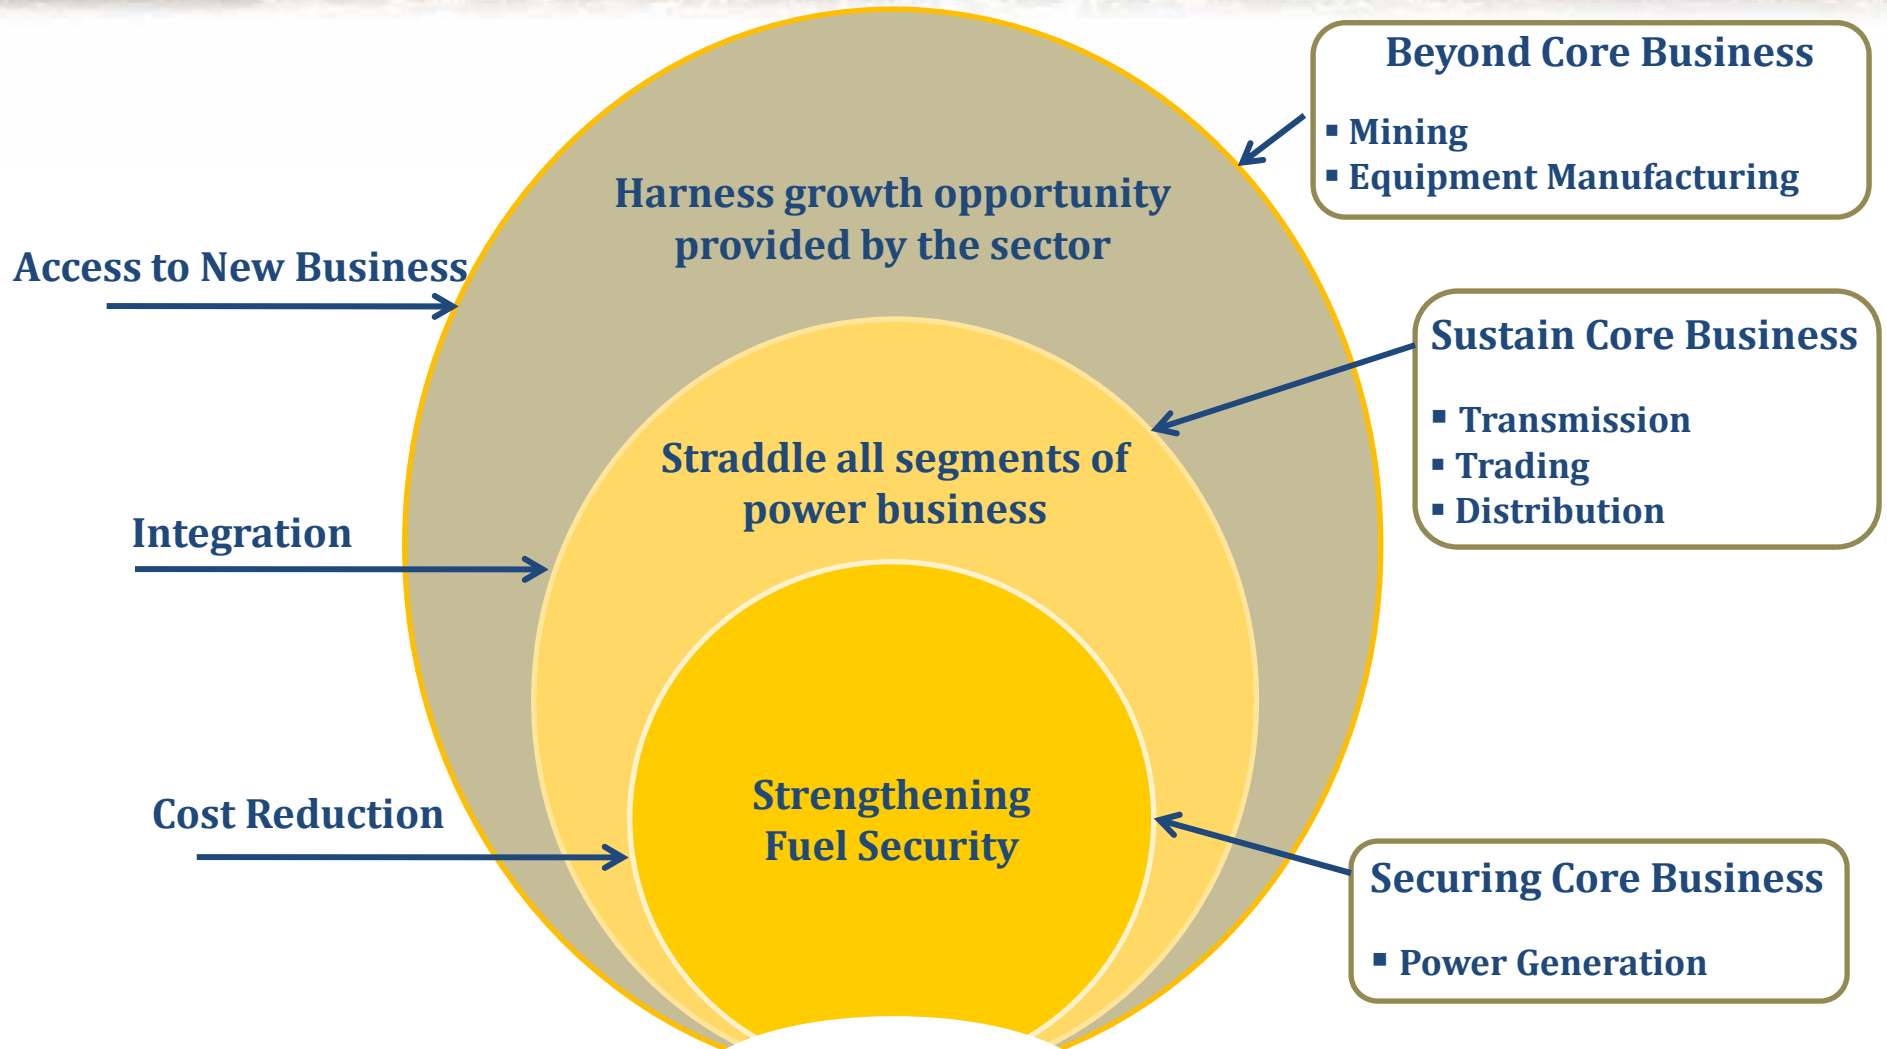 Beyond Core Business
▪ Mining
▪ Equipment Manufacturing
Harness growth opportunity
provided by the sector
Access to New Business
Sustain Core Business
▪ Transmission
▪ Trading
▪ Distribution
Straddle all segments of
power business
Integration
Strengthening
Fuel Security
Cost Reduction
Securing Core Business
▪ Power Generation